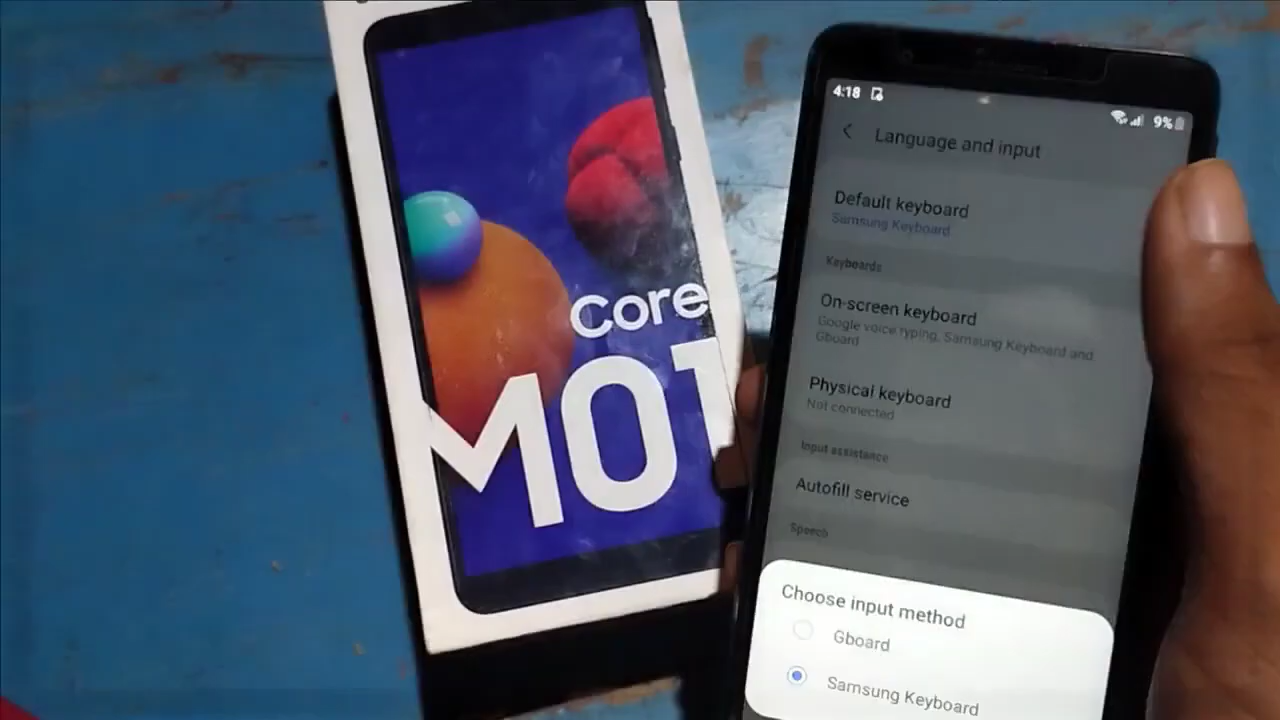 Core
M01
4:18
9%
Language and input
Default keyboard
Samsung Keyboard
Keyboards
On-screen keyboard
Google voice typing, Samsung Keyboard and
Gboard
Physical keyboard
Not connected
Input assistance
Autofill service
Speech
Choose input method
Gboard
Samsung Keyboard